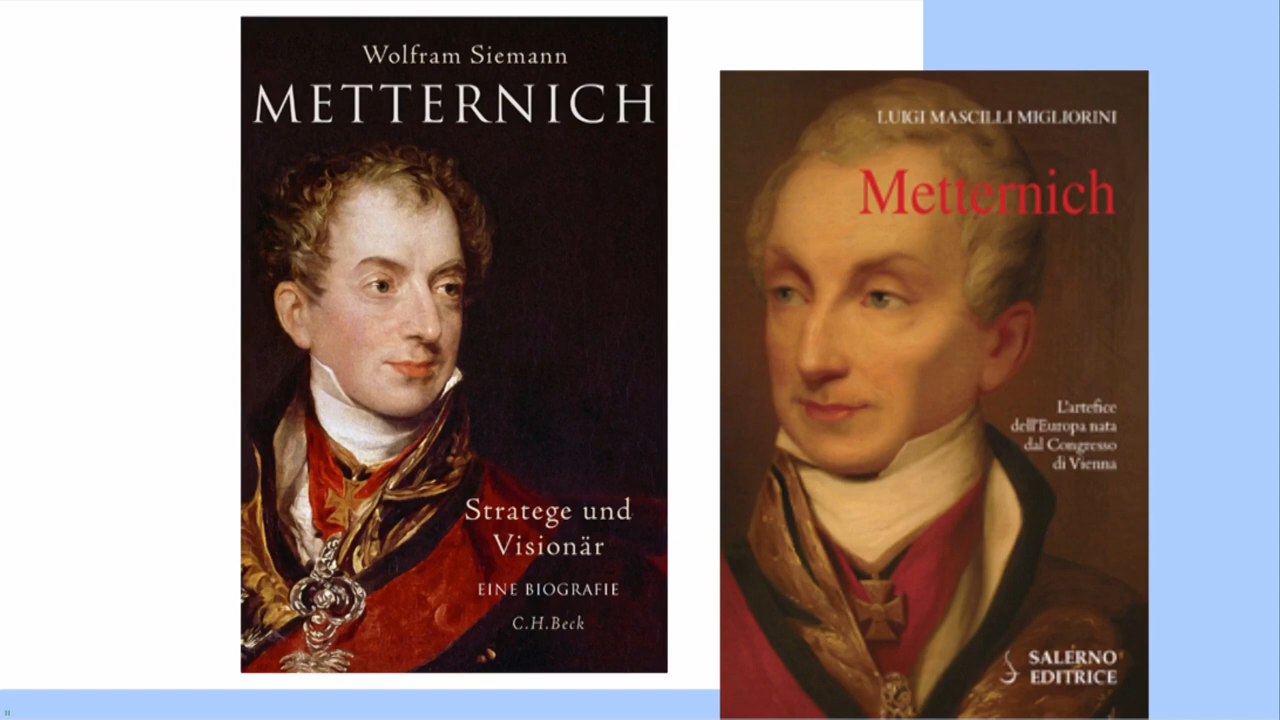 Wolfram Siemann
METTERNICH
Stratege und
Visionär
EINE BIOGRAFIE
C.H.Beck
LUIGI MASCILLI MIGLIORINI
Metternich
L'artefice
dell'Europa nata
dal Congresso
di Vienna
SALERNO
EDITRICE